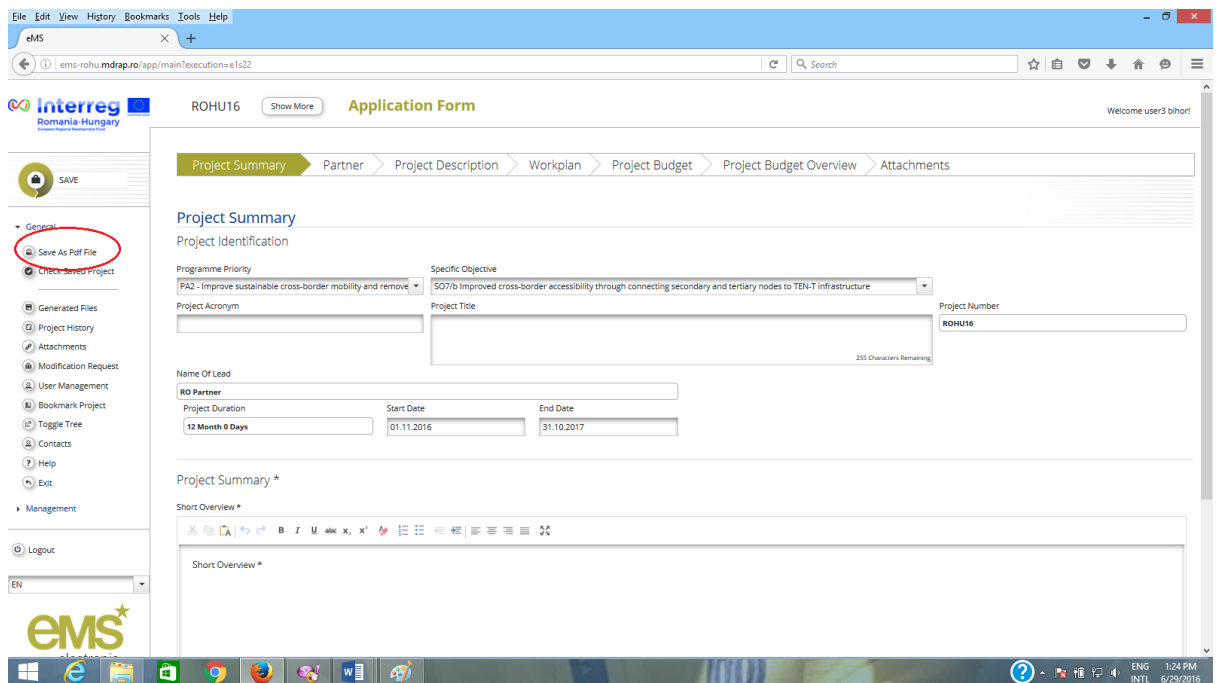 File Edit View History Bookmarks Tools Help
eMS
ems-rohu.mdrap.ro/app/main?execution=e1s22
Search
Interreg
Romania-Hungary
European Regional Development Fund
ROHU16
Show More
Application Form
Welcome user3 bihor!
SAVE
General
Save As Pdf File
Check Saved Project
Generated Files
Project History
Attachments
Modification Request
User Management
Bookmark Project
Toggle Tree
Contacts
Help
Exit
Management
Logout
EN
eMS
Project Summary Partner Project Description Workplan Project Budget Project Budget Overview Attachments
Project Summary
Project Identification
Programme Priority Specific Objective
PA2 - Improve sustainable cross-border mobility and remove SO7/b Improved cross-border accessibility through connecting secondary and tertiary nodes to TEN-T infrastructure
Project Acronym Project Title Project Number
ROHU16
255 Characters Remaining
Name Of Lead
RO Partner
Project Duration Start Date End Date
12 Month 0 Days 01.11.2016 31.10.2017
Project Summary *
Short Overview *
Short Overview *
ENG 1:24 PM
INTL 6/29/2016